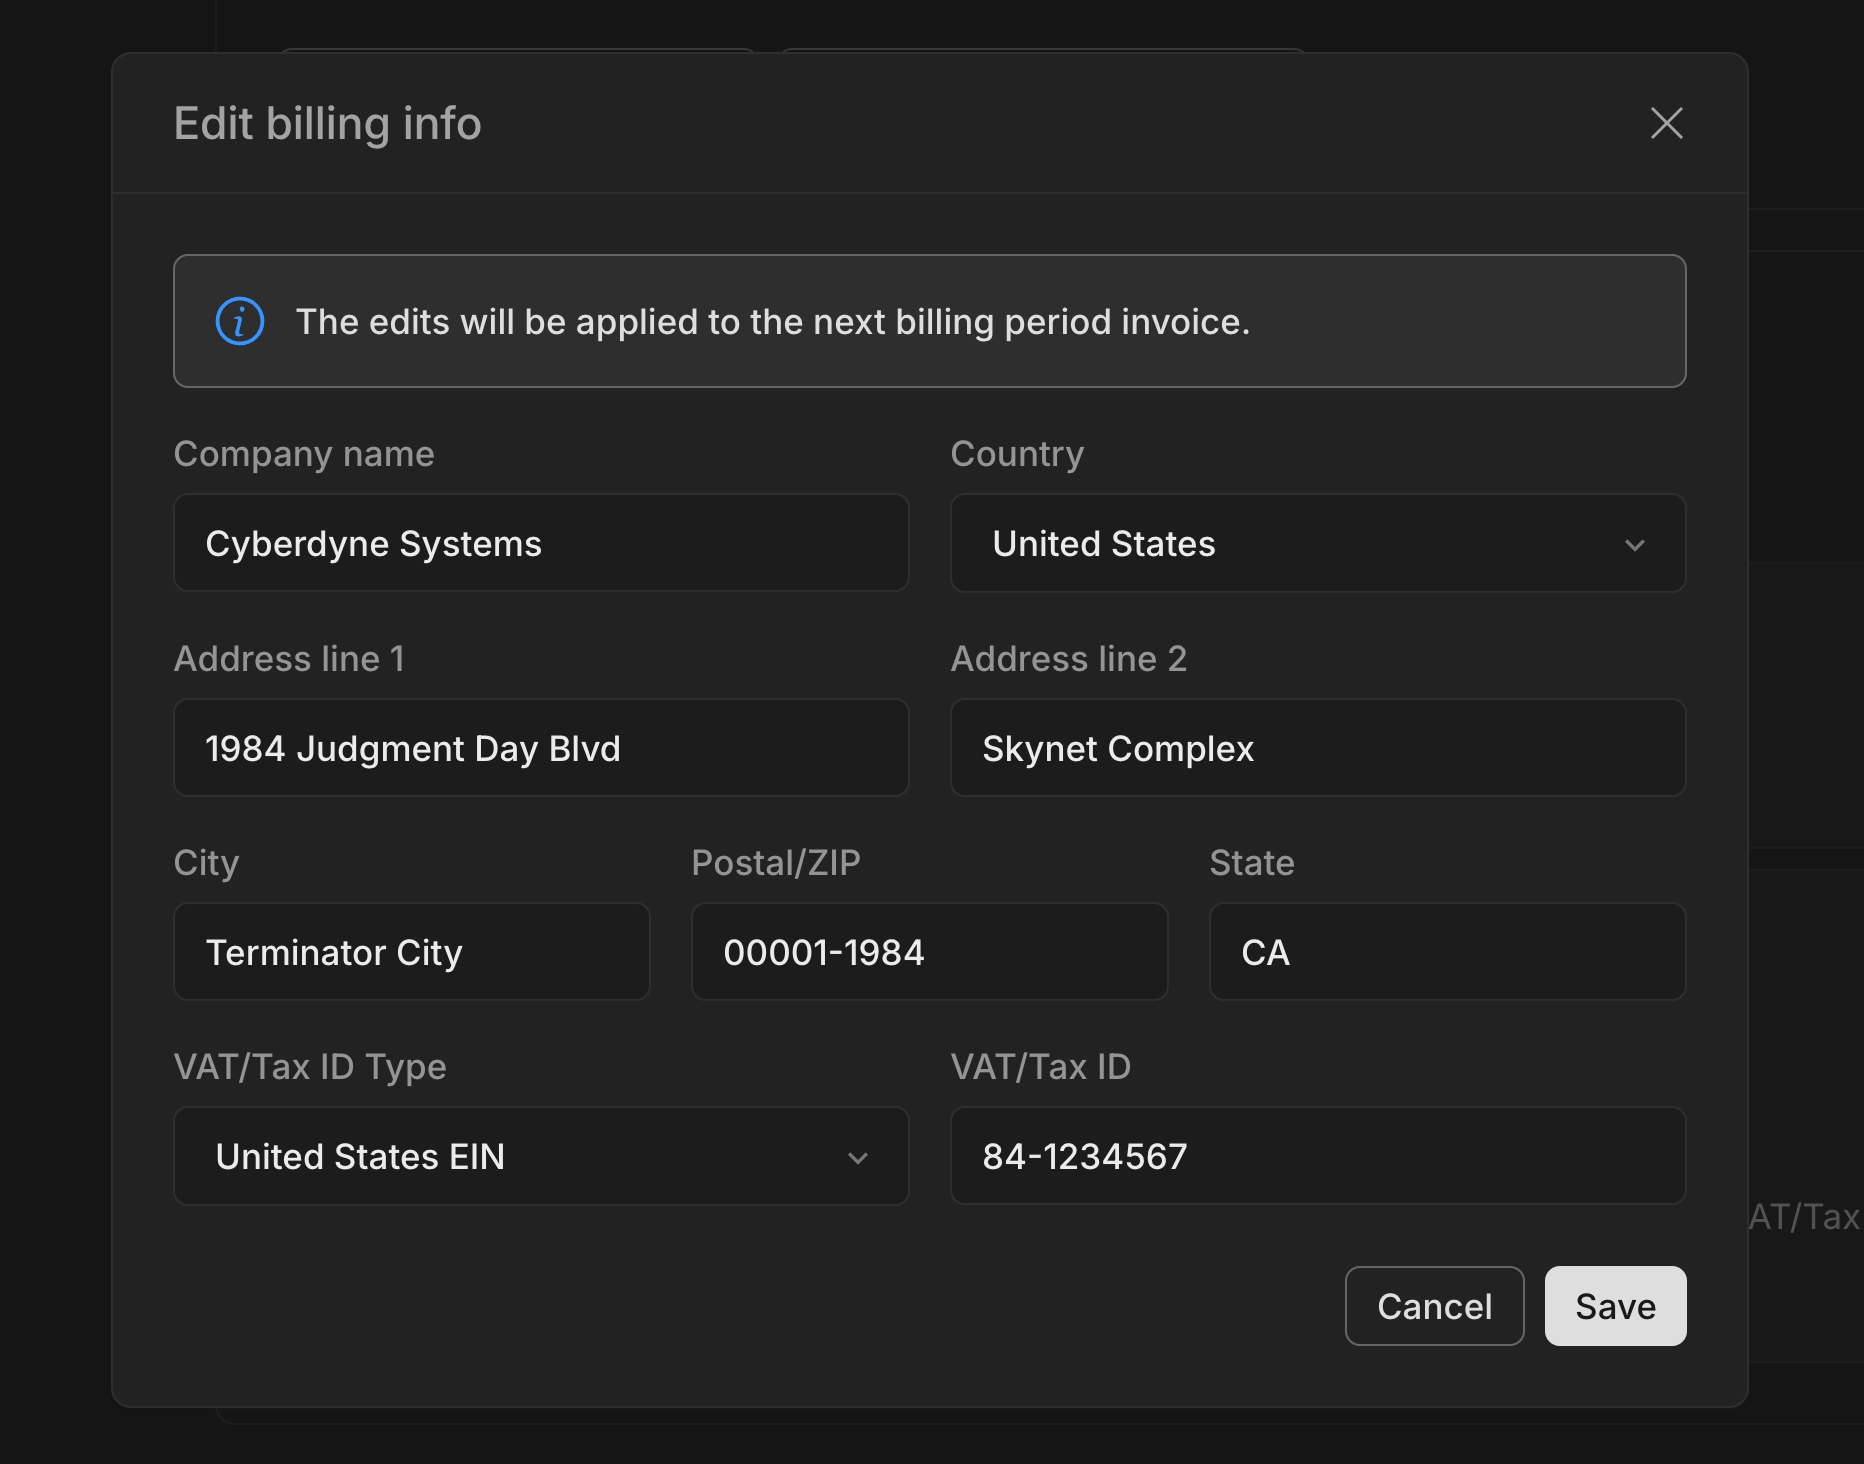 Edit billing info
The edits will be applied to the next billing period invoice.
Company name
Country
Cyberdyne Systems
United States
Address line 1
Address line 2
1984 Judgment Day Blvd
Skynet Complex
City
Postal/ZIP
State
Terminator City
00001-1984
CA
VAT/Tax ID Type
VAT/Tax ID
United States EIN
84-1234567
AT/Tax
Cancel
Save